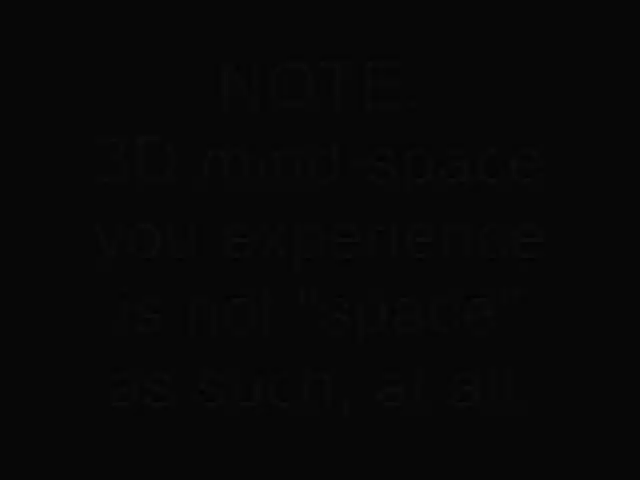 NOTE:
3D mind-space
you experience
is not "space"
as such, at all.